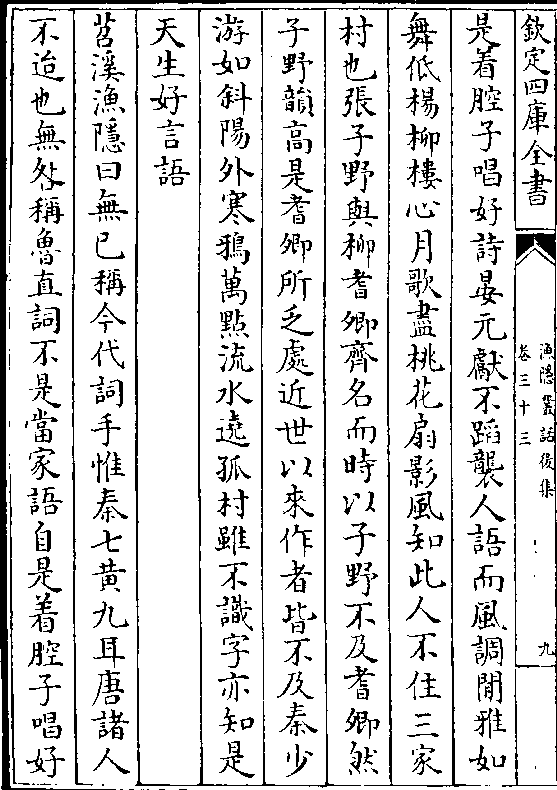 欽定四庫全書
漁隱叢話後集
卷三十三
九
是着腔子唱好詩晏元獻不蹈襲人語而風調閒雅如
舞低楊柳樓心月歌盡桃花扇影風知此人不住三家
村也張子野與柳耆卿齊名而時以子野不及耆卿然
子野韻高是耆卿所乏處近世以來作者皆不及秦少
游如斜陽外寒鴉萬點流水遶孤村雖不識字亦知是
天生好言語
苕溪漁隱曰無已稱今代詞手惟秦七黃九耳唐諸人
不迨也無咎稱魯直詞不是當家語自是着腔子唱好